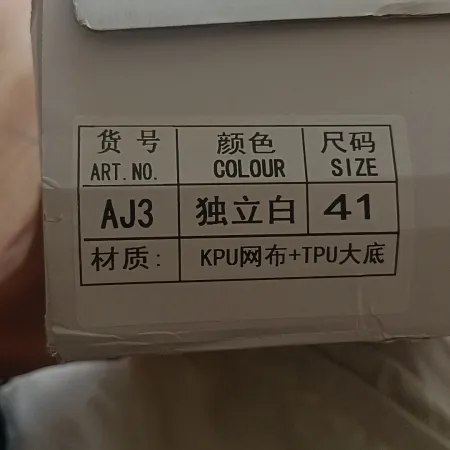 货号 颜色 尺码
ART.NO. COLOUR SIZE
AJ3 独立白 41
材质: KPU网布+TPU大底